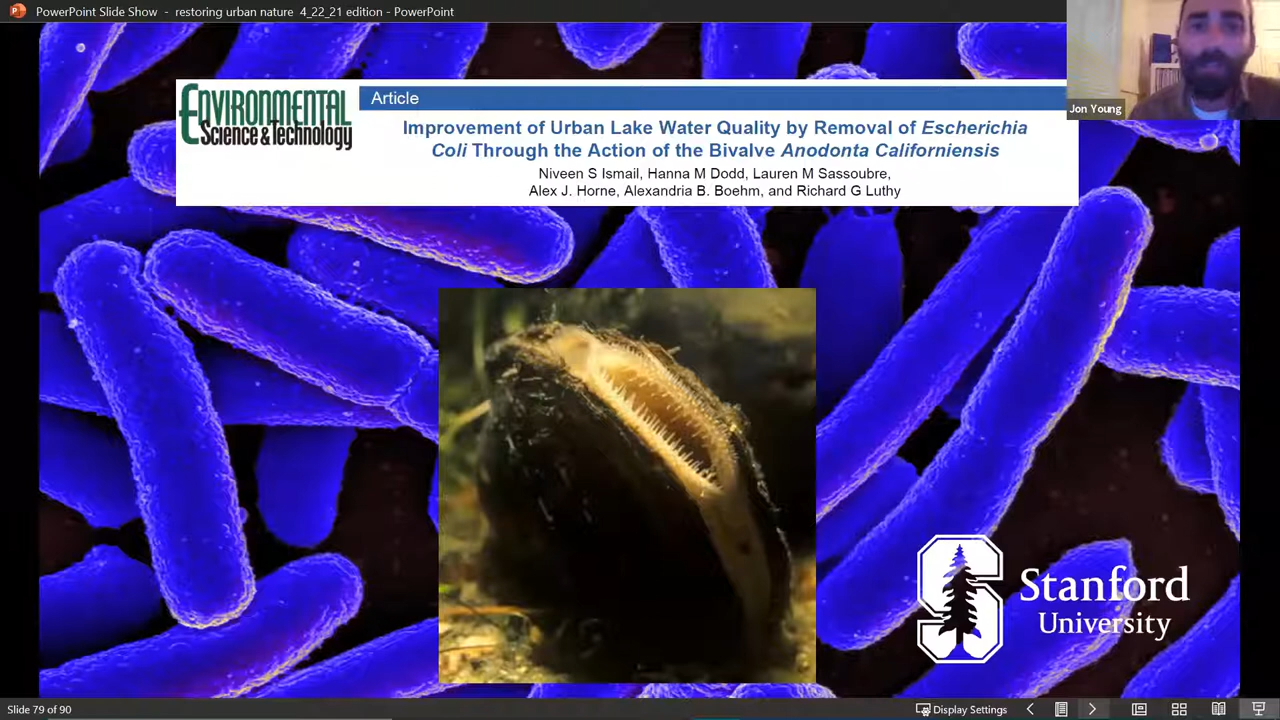 PowerPoint Slide Show - restoring urban nature 4_22_21 edition - PowerPoint
Jon Young
ENVIRONMENTAL
Science & Technology
Article
Improvement of Urban Lake Water Quality by Removal of Escherichia
Coli Through the Action of the Bivalve Anodonta Californiensis
Niveen S Ismail, Hanna M Dodd, Lauren M Sassoubre,
Alex J. Horne, Alexandria B. Boehm, and Richard G Luthy
S
Stanford
University
Slide 79 of 90
Display Settings